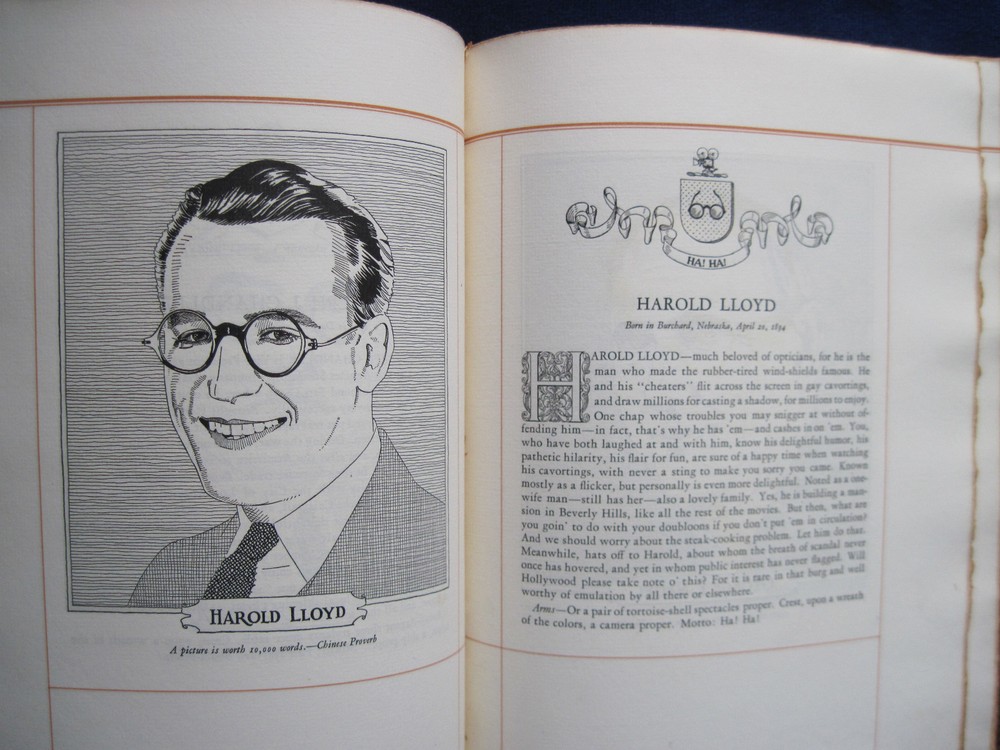 HAROLD LLOYD
A picture is worth 10,000 words.—Chinese Proverb
HA! HA!
HAROLD LLOYD
Born in Burchard, Nebraska, April 20, 1894
HAROLD LLOYD—much beloved of opticians, for he is the
man who made the rubber-tired wind-shields famous. He
and his "cheaters" flit across the screen in gay cavortings,
and draw millions for casting a shadow, for millions to enjoy.
One chap whose troubles you may snigger at without of-
fending him—in fact, that's why he has 'em—and cashes in on 'em. You,
who have both laughed at and with him, know his delightful humor, his
pathetic hilarity, his flair for fun, are sure of a happy time when watching
his cavortings, with never a sting to make you sorry you came. Known
mostly as a flicker, but personally is even more delightful. Noted as a one-
wife man—still has her—also a lovely family. Yes, he is building a man-
sion in Beverly Hills, like all the rest of the movies. But then, what are
you goin' to do with your doubloons if you don't put 'em in circulation?
And we should worry about the steak-cooking problem. Let him do that.
Meanwhile, hats off to Harold, about whom the breath of scandal never
once has hovered, and yet in whom public interest has never flagged. Will
Hollywood please take note o' this? For it is rare in that burg and well
worthy of emulation by all there or elsewhere.
Arms—Or a pair of tortoise-shell spectacles proper. Crest, upon a wreath
of the colors, a camera proper. Motto: Ha! Ha!